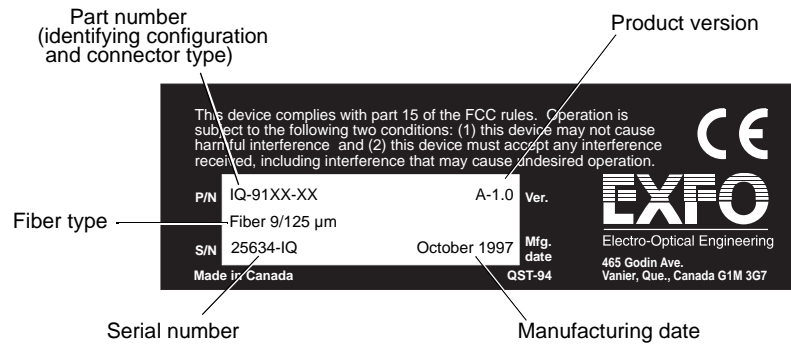 Part number
(identifying configuration
and connector type)
Product version
This device complies with part 15 of the FCC rules. Operation is
subject to the following two conditions: (1) this device may not cause
harmful interference and (2) this device must accept any interference
received, including interference that may cause undesired operation.
CE
P/N IQ-91XX-XX A-1.0 Ver.
Fiber type
Fiber 9/125 µm
S/N 25634-IQ October 1997 Mfg.
date
Made in Canada QST-94
EXFO
Electro-Optical Engineering
465 Godin Ave.
Vanier, Que., Canada G1M 3G7
Serial number
Manufacturing date